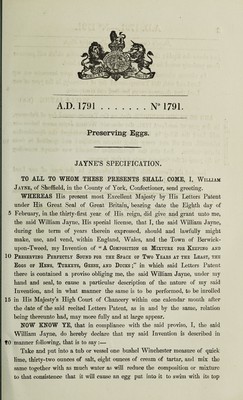 A.D. 1791 . . . . . . . N° 1791.
Preserving Eggs.
JAYNE'S SPECIFICATION.
TO ALL TO WHOM THESE PRESENTS SHALL COME, I, WILLIAM
JAYNE, of Sheffield, in the County of York, Confectioner, send greeting.
WHEREAS His present most Excellent Majesty by His Letters Patent
under His Great Seal of Great Britain, bearing date the Eighth day of
5 February, in the thirty-first year of His reign, did give and grant unto me,
the said William Jayne, His special license, that I, the said William Jayne,
during the term of years therein expressed, should and lawfully might
make, use, and vend, within England, Wales, and the Town of Berwick-
upon-Tweed, my Invention of "A COMPOSITION OR MIXTURE FOR KEEPING AND
10 PRESERVING PERFECTLY SOUND FOR THE SPACE OF TWO YEARS AT THE LEAST, THE
EGGS OF HENS, TURKEYS, GEESE, AND DUCKS;" in which said Letters Patent
there is contained a proviso obliging me, the said William Jayne, under my
hand and seal, to cause a particular description of the nature of my said
Invention, and in what manner the same is to be performed, to be inrolled
15 in His Majesty's High Court of Chancery within one calendar month after
the date of the said recited Letters Patent, as in and by the same, relation
being thereunto had, may more fully and at large appear.
NOW KNOW YE, that in compliance with the said proviso, I, the said
William Jayne, do hereby declare that my said Invention is described in
20 manner following, that is to say :—
Take and put into a tub or vessel one bushel Winchester measure of quick
lime, thirty-two ounces of salt, eight ounces of cream of tartar, and mix the
same together with as much water as will reduce the composition or mixture
to that consistence that it will cause an egg put into it to swim with its top